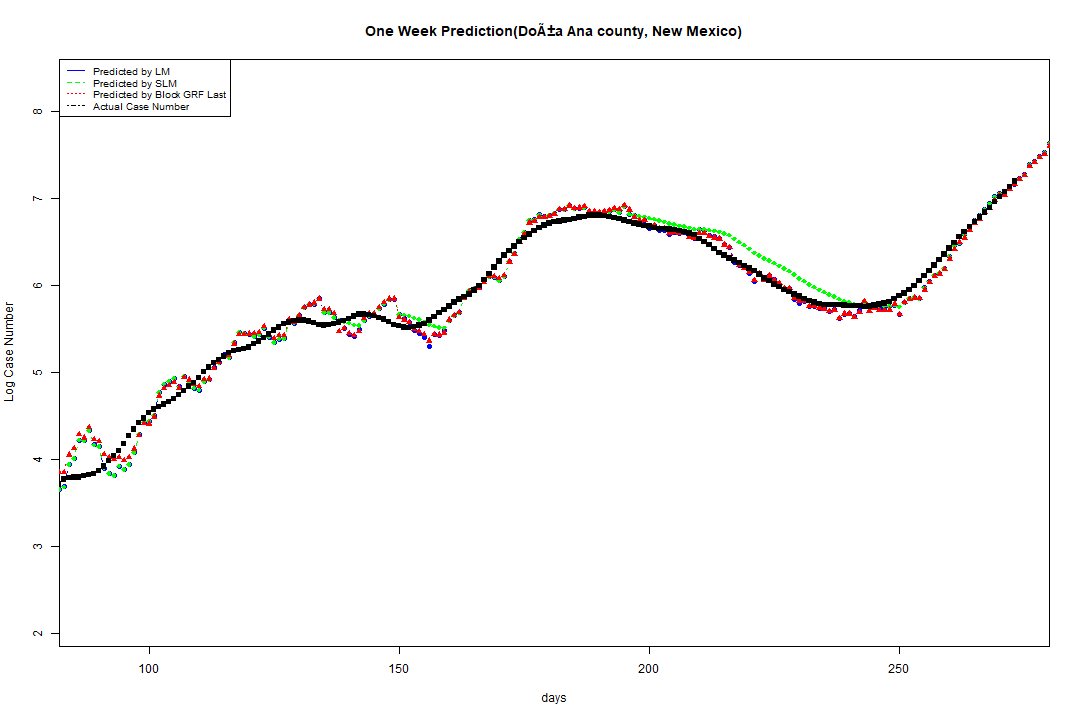 One Week Prediction(DoÃ±a Ana county, New Mexico)
Predicted by LM
Predicted by SLM
Predicted by Block GRF Last
Actual Case Number
Log Case Number
8
7
6
5
4
3
2
100 150 200 250
days